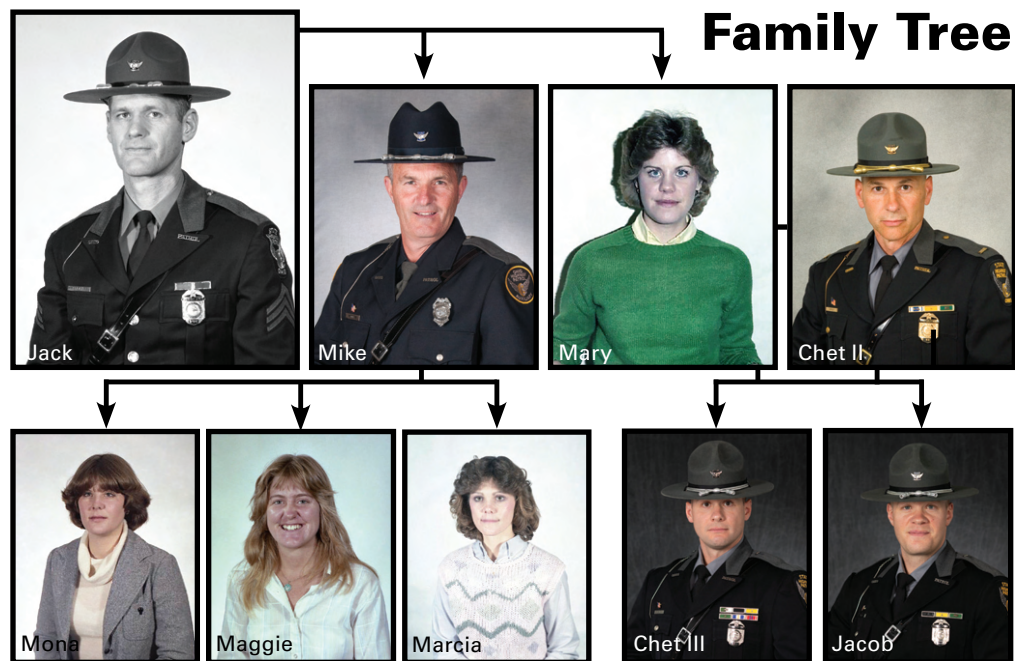 Family Tree
Jack
Mike
Mary
Chet II
Mona
Maggie
Marcia
Chet III
Jacob